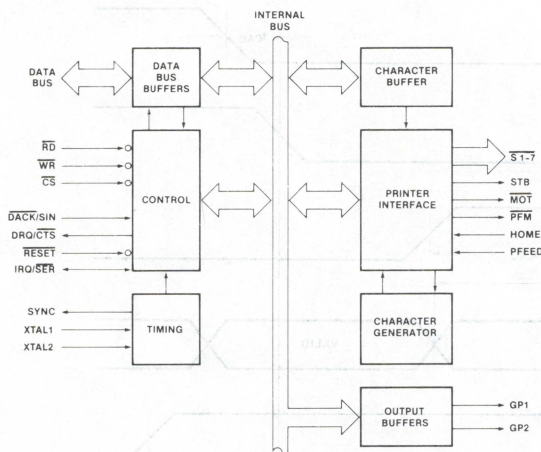 INTERNAL
BUS
DATA
BUS
DATA
BUS
BUFFERS
CHARACTER
BUFFER
RD
WR
CS
DACK/SIN
DRQ/CTS
RESET
IRQ/SER
CONTROL
PRINTER
INTERFACE
S1-7
STB
MOT
PFM
HOME
PFEED
SYNC
XTAL1
XTAL2
TIMING
CHARACTER
GENERATOR
OUTPUT
BUFFERS
GP1
GP2
VALID